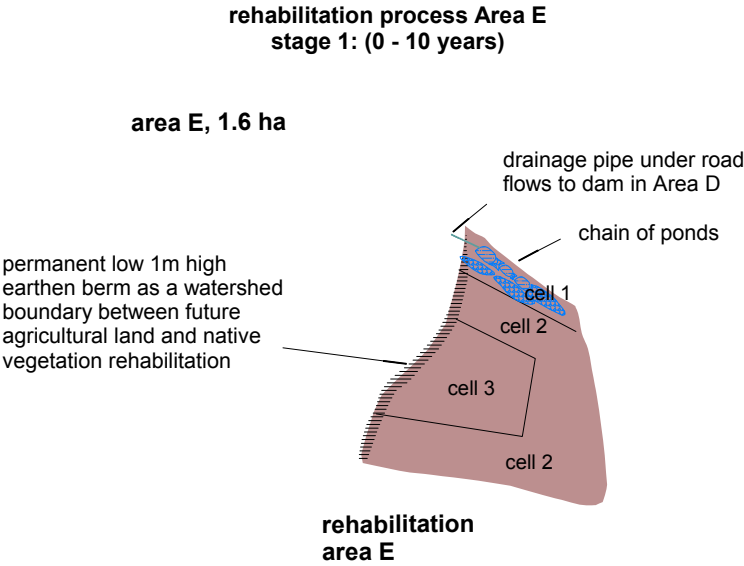 rehabilitation process Area E
stage 1: (0 - 10 years)
area E, 1.6 ha
drainage pipe under road
flows to dam in Area D
chain of ponds
permanent low 1m high
earthen berm as a watershed
boundary between future
agricultural land and native
vegetation rehabilitation
cell 1
cell 2
cell 3
cell 2
rehabilitation
area E